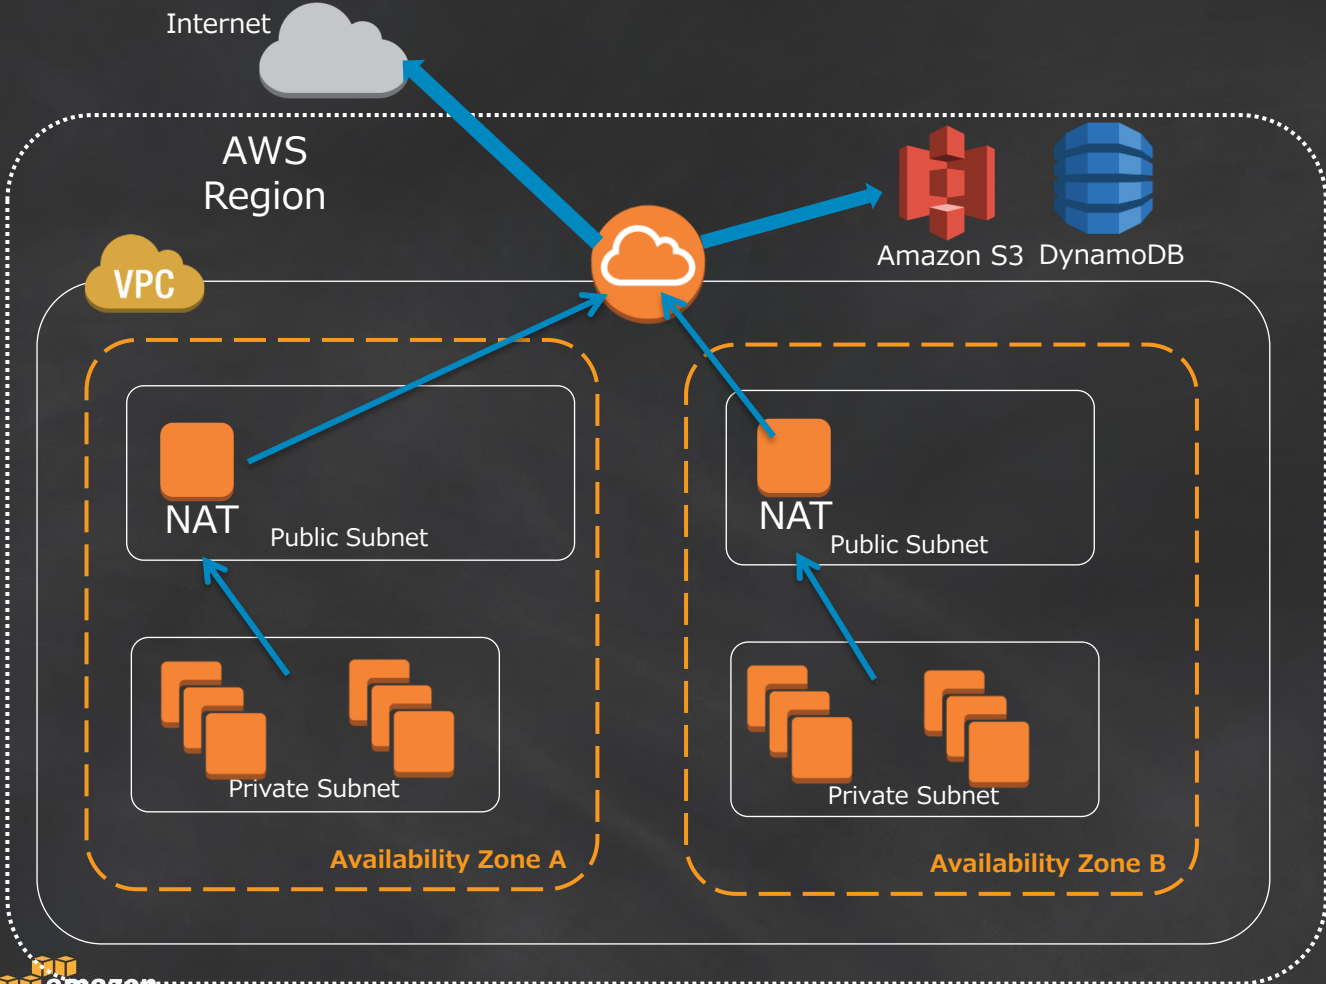 Internet
AWS
Region
Amazon S3
DynamoDB
VPC
NAT
Public Subnet
NAT
Public Subnet
Private Subnet
Private Subnet
Availability Zone A
Availability Zone B
amazon